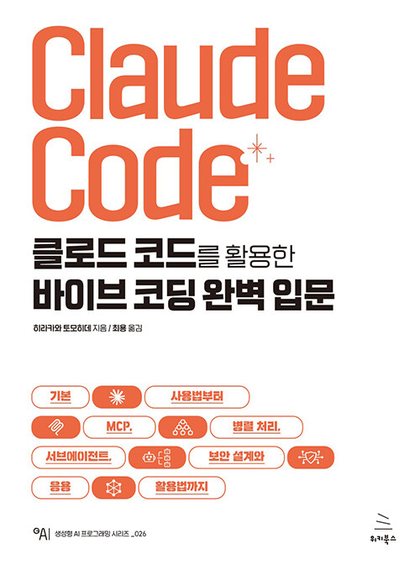 Claude
Code
클로드 코드를 활용한
바이브 코딩 완벽 입문
히라카와 토모히데 지음 / 최용 옮김
기본 사용법부터
MCP, 병렬 처리,
서브에이전트, 보안 설계와
응용 활용법까지
AI 생성형 AI 프로그래밍 시리즈 _026
위키북스